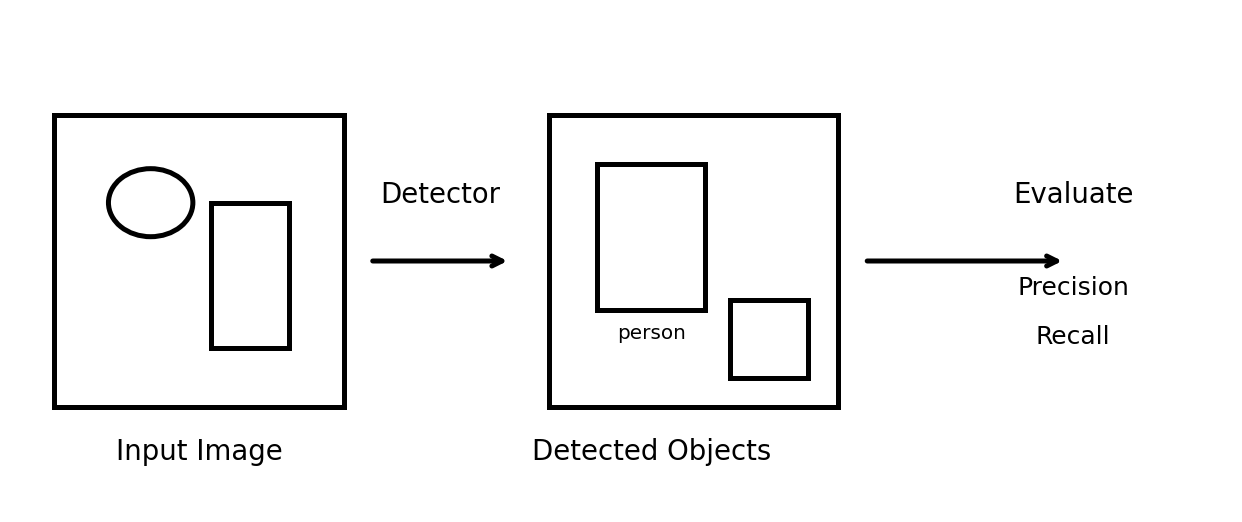 Detector
Evaluate
Precision
Recall
person
Input Image
Detected Objects